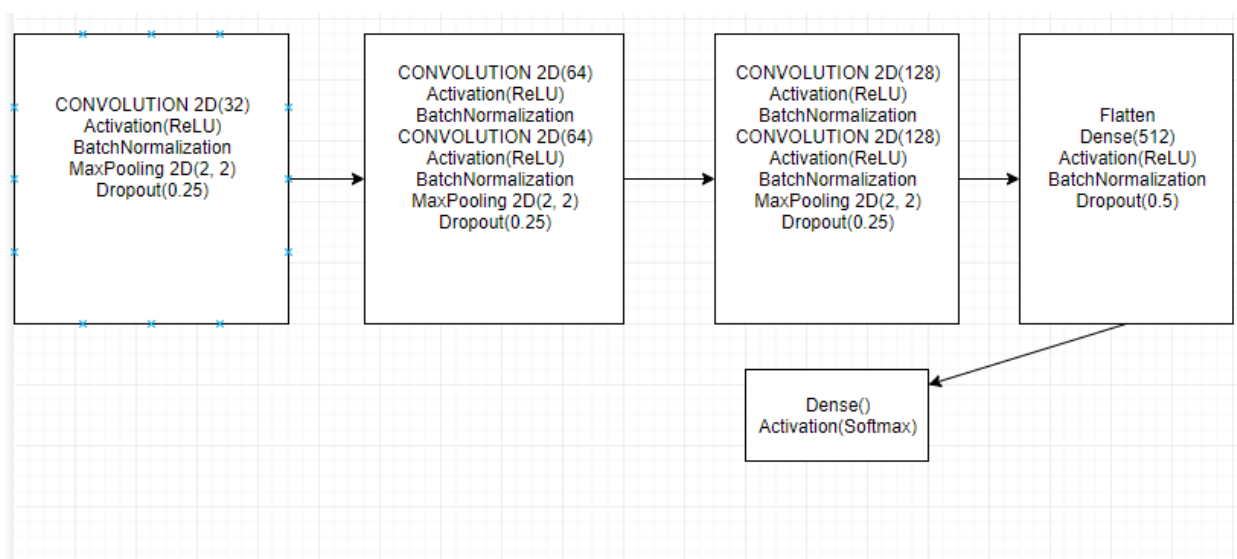 CONVOLUTION 2D(32)
Activation(ReLU)
BatchNormalization
MaxPooling 2D(2, 2)
Dropout(0.25)
CONVOLUTION 2D(64)
Activation(ReLU)
BatchNormalization
CONVOLUTION 2D(64)
Activation(ReLU)
BatchNormalization
MaxPooling 2D(2, 2)
Dropout(0.25)
CONVOLUTION 2D(128)
Activation(ReLU)
BatchNormalization
CONVOLUTION 2D(128)
Activation(ReLU)
BatchNormalization
MaxPooling 2D(2, 2)
Dropout(0.25)
Flatten
Dense(512)
Activation(ReLU)
BatchNormalization
Dropout(0.5)
Dense()
Activation(Softmax)